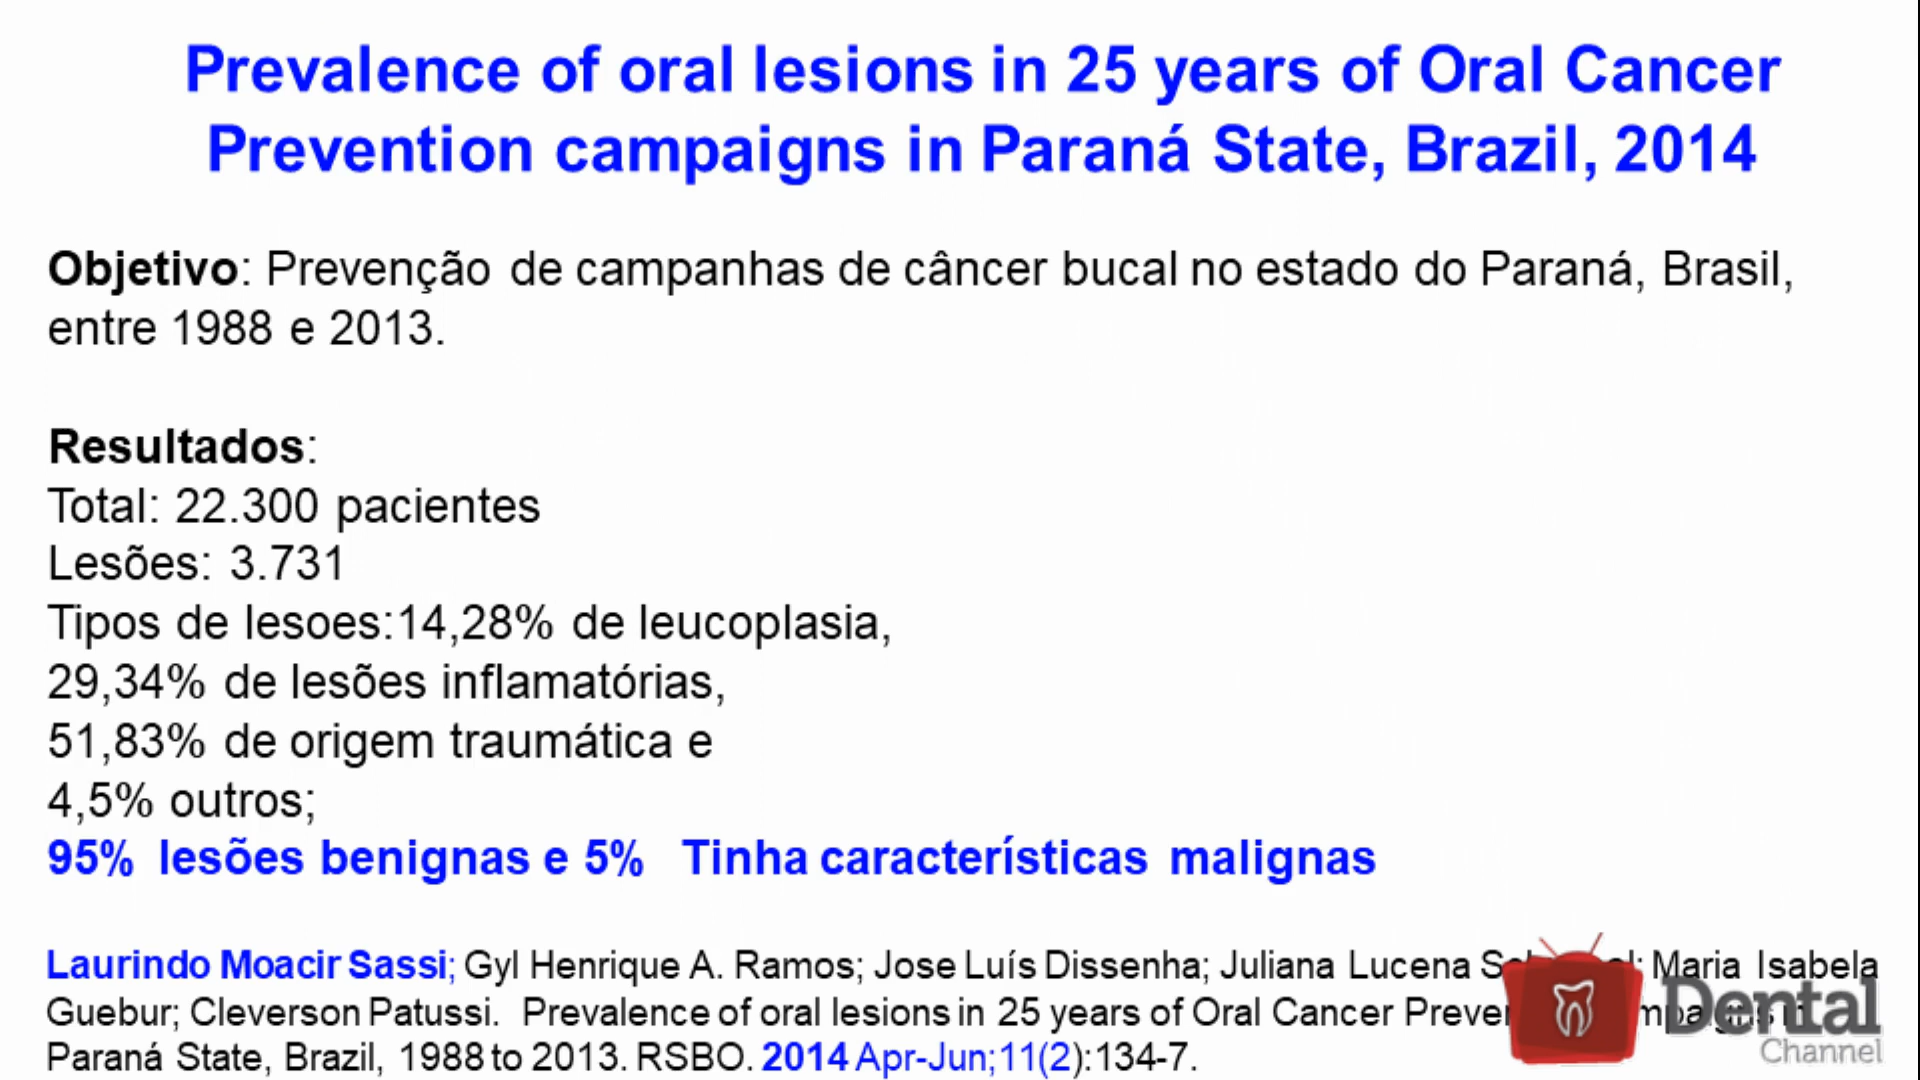 Prevalence of oral lesions in 25 years of Oral Cancer
Prevention campaigns in Paraná State, Brazil, 2014
Objetivo: Prevenção de campanhas de câncer bucal no estado do Paraná, Brasil,
entre 1988 e 2013.
Resultados:
Total: 22.300 pacientes
Lesões: 3.731
Tipos de lesoes:14,28% de leucoplasia,
29,34% de lesões inflamatórias,
51,83% de origem traumática e
4,5% outros;
95% lesões benignas e 5% Tinha características malignas
Laurindo Moacir Sassi; Gyl Henrique A. Ramos; Jose Luís Dissenha; Juliana Lucena Maria Isabela
Guebur; Cleverson Patussi. Prevalence of oral lesions in 25 years of Oral Cancer
Paraná State, Brazil, 1988 to 2013. RSBO. 2014 Apr-Jun;11(2):134-7.
Dental
Channel